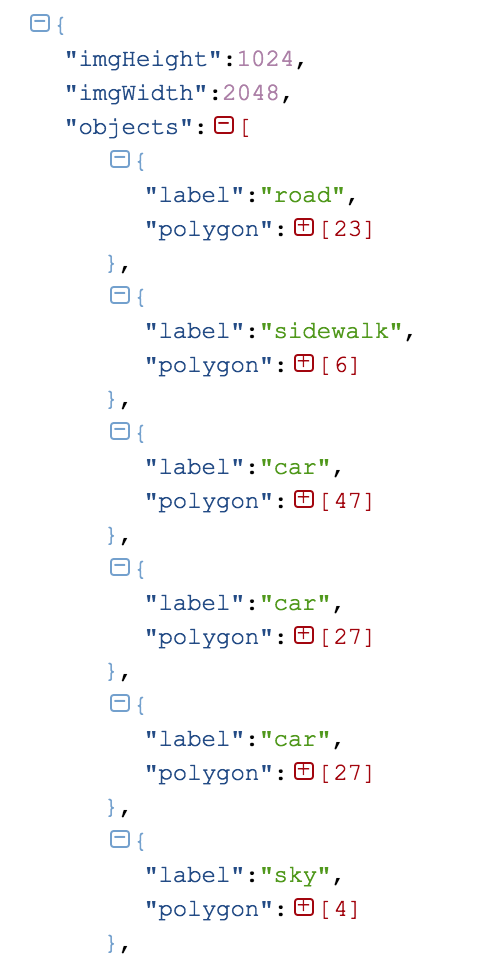 {
"imgHeight":1024,
"imgWidth":2048,
"objects":[
{
"label":"road",
"polygon":[23]
},
{
"label":"sidewalk",
"polygon":[6]
},
{
"label":"car",
"polygon":[47]
},
{
"label":"car",
"polygon":[27]
},
{
"label":"car",
"polygon":[27]
},
{
"label":"sky",
"polygon":[4]
},